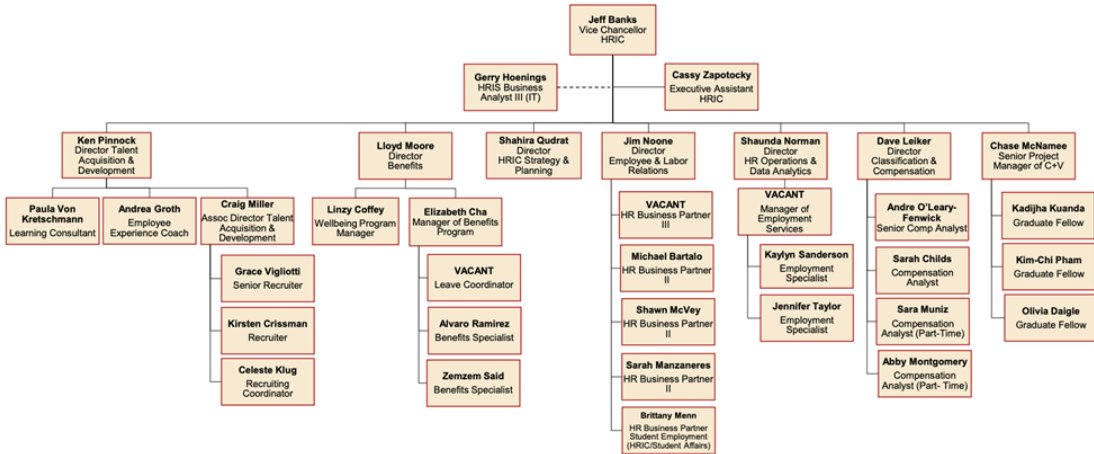 Jeff Banks
Vice Chancellor
HRIC
Gerry Hoenings
HRIS Business
Analyst III (IT)
Cassy Zapotocky
Executive Assistant
HRIC
Ken Pinnock
Director Talent
Acquisition &
Development
Lloyd Moore
Director
Benefits
Shahira Qudrat
Director
HRIC Strategy &
Planning
Jim Noone
Director
Employee & Labor
Relations
Shaunda Norman
Director
HR Operations &
Data Analytics
Dave Leiker
Director
Classification &
Compensation
Chase McNamee
Senior Project
Manager of C+V
Paula Von
Kretschmann
Learning Consultant
Andrea Groth
Employee
Experience Coach
Craig Miller
Assoc Director Talent
Acquisition &
Development
Grace Vigliotti
Senior Recruiter
Kirsten Crissman
Recruiter
Celeste Klug
Recruiting
Coordinator
Linzy Coffey
Wellbeing Program
Manager
Elizabeth Cha
Manager of Benefits
Program
VACANT
Leave Coordinator
Alvaro Ramirez
Benefits Specialist
Zemzem Said
Benefits Specialist
VACANT
HR Business Partner
III
Michael Bartalo
HR Business Partner
II
Shawn McVey
HR Business Partner
II
Sarah Manzaneres
HR Business Partner
II
Brittany Menn
HR Business Partner
Student Employment
(HRIC/Student Affairs)
VACANT
Manager of
Employment
Services
Kaylyn Sanderson
Employment
Specialist
Jennifer Taylor
Employment
Specialist
Andre O'Leary-
Fenwick
Senior Comp Analyst
Sarah Childs
Compensation
Analyst
Sara Muniz
Compensation
Analyst (Part-Time)
Abby Montgomery
Compensation
Analyst (Part- Time)
Kadijha Kuanda
Graduate Fellow
Kim-Chi Pham
Graduate Fellow
Olivia Daigle
Graduate Fellow